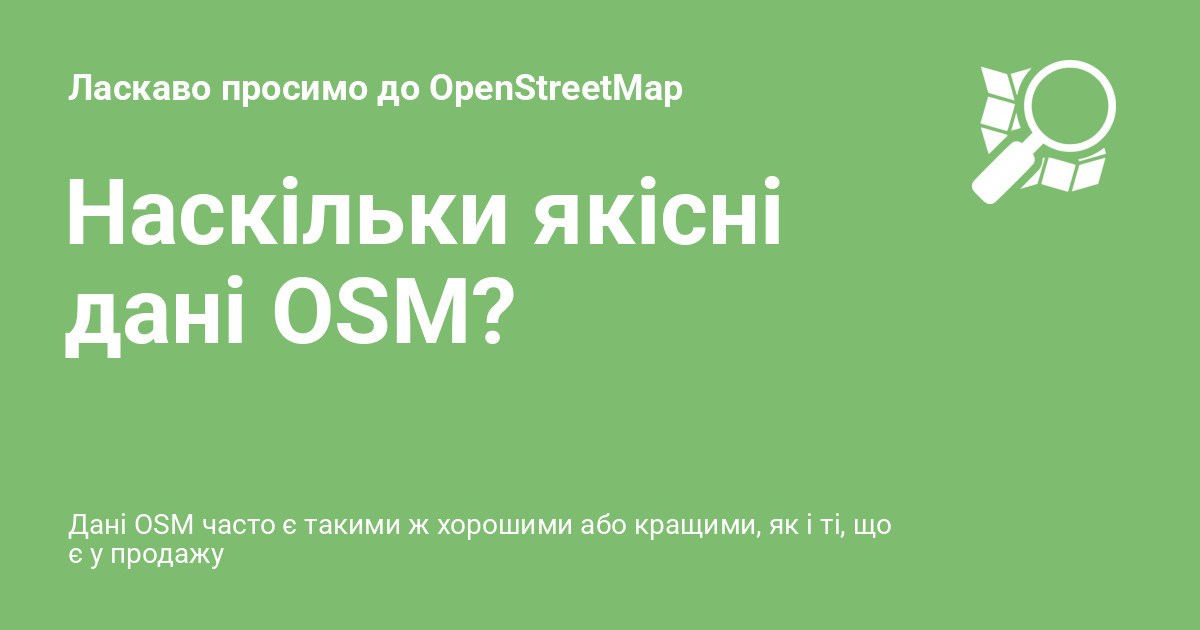 Ласкаво просимо до OpenStreetMap
Наскільки якісні
дані OSM?
Дані OSM часто є такими ж хорошими або кращими, як і ті, що
є у продажу